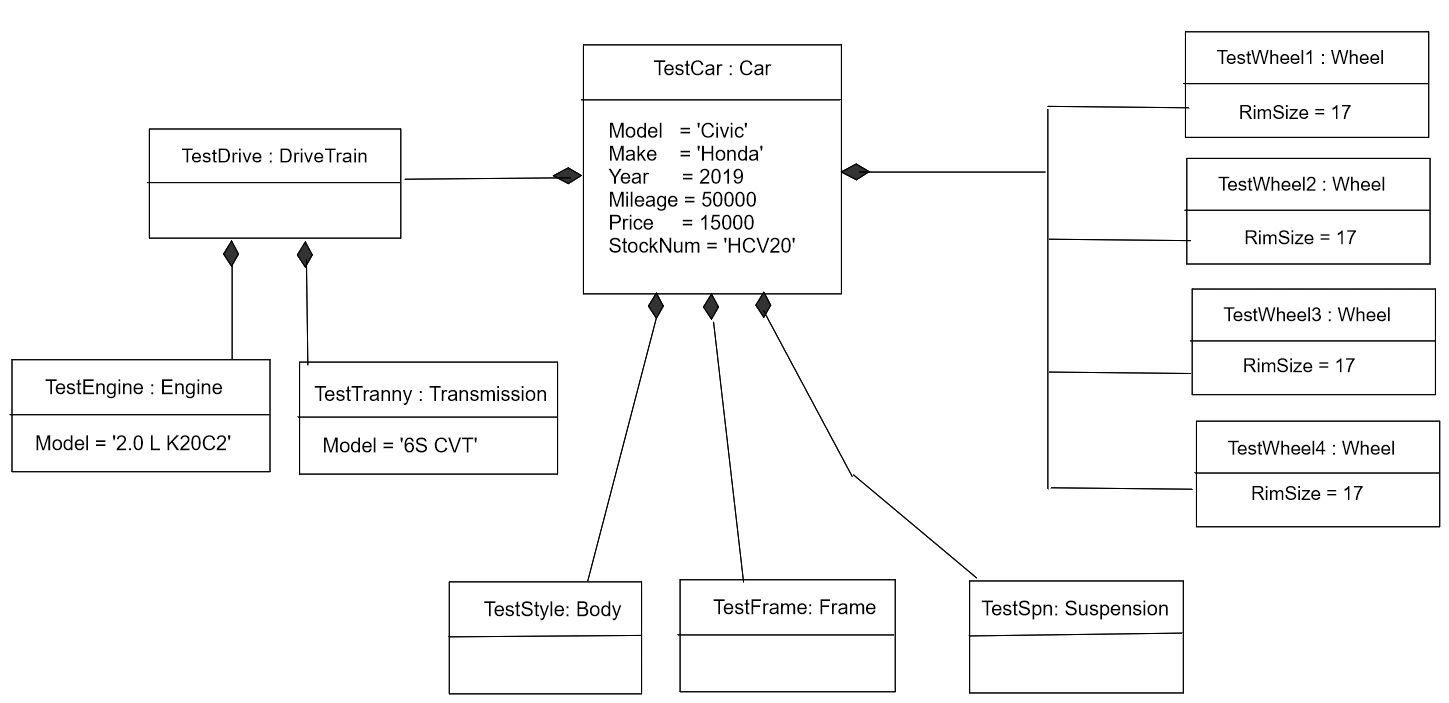 TestCar : Car
Model = 'Civic'
Make = 'Honda'
Year = 2019
Mileage = 50000
Price = 15000
StockNum = 'HCV20'
TestDrive : DriveTrain
TestEngine : Engine
Model = '2.0 L K20C2'
TestTranny : Transmission
Model = '6S CVT'
TestWheel1 : Wheel
RimSize = 17
TestWheel2 : Wheel
RimSize = 17
TestWheel3 : Wheel
RimSize = 17
TestWheel4 : Wheel
RimSize = 17
TestStyle: Body
TestFrame: Frame
TestSpn: Suspension